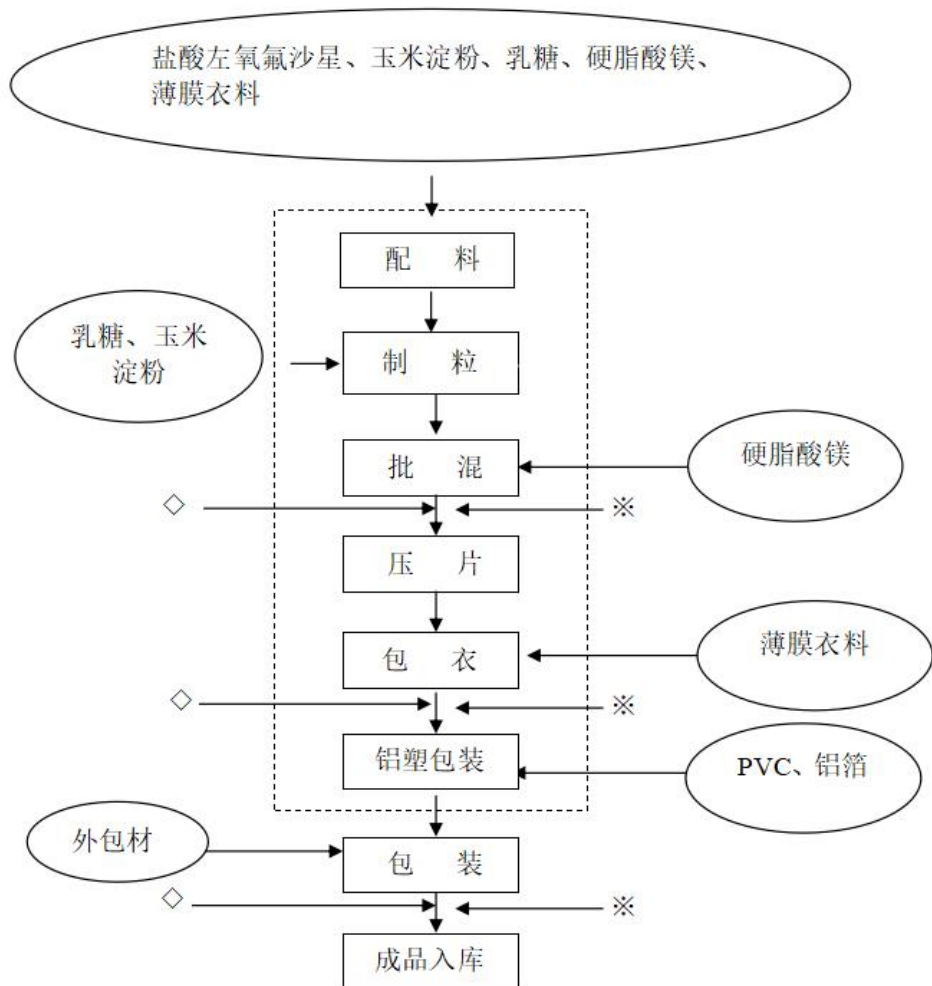 盐酸左氧氟沙星、玉米淀粉、乳糖、硬脂酸镁、
薄膜衣料
配 料
乳糖、玉米
淀粉
制 粒
批 混
硬脂酸镁
◇ ※
压 片
包 衣
薄膜衣料
◇ ※
铝塑包装
PVC、铝箔
外包材
包 装
◇ ※
成品入库